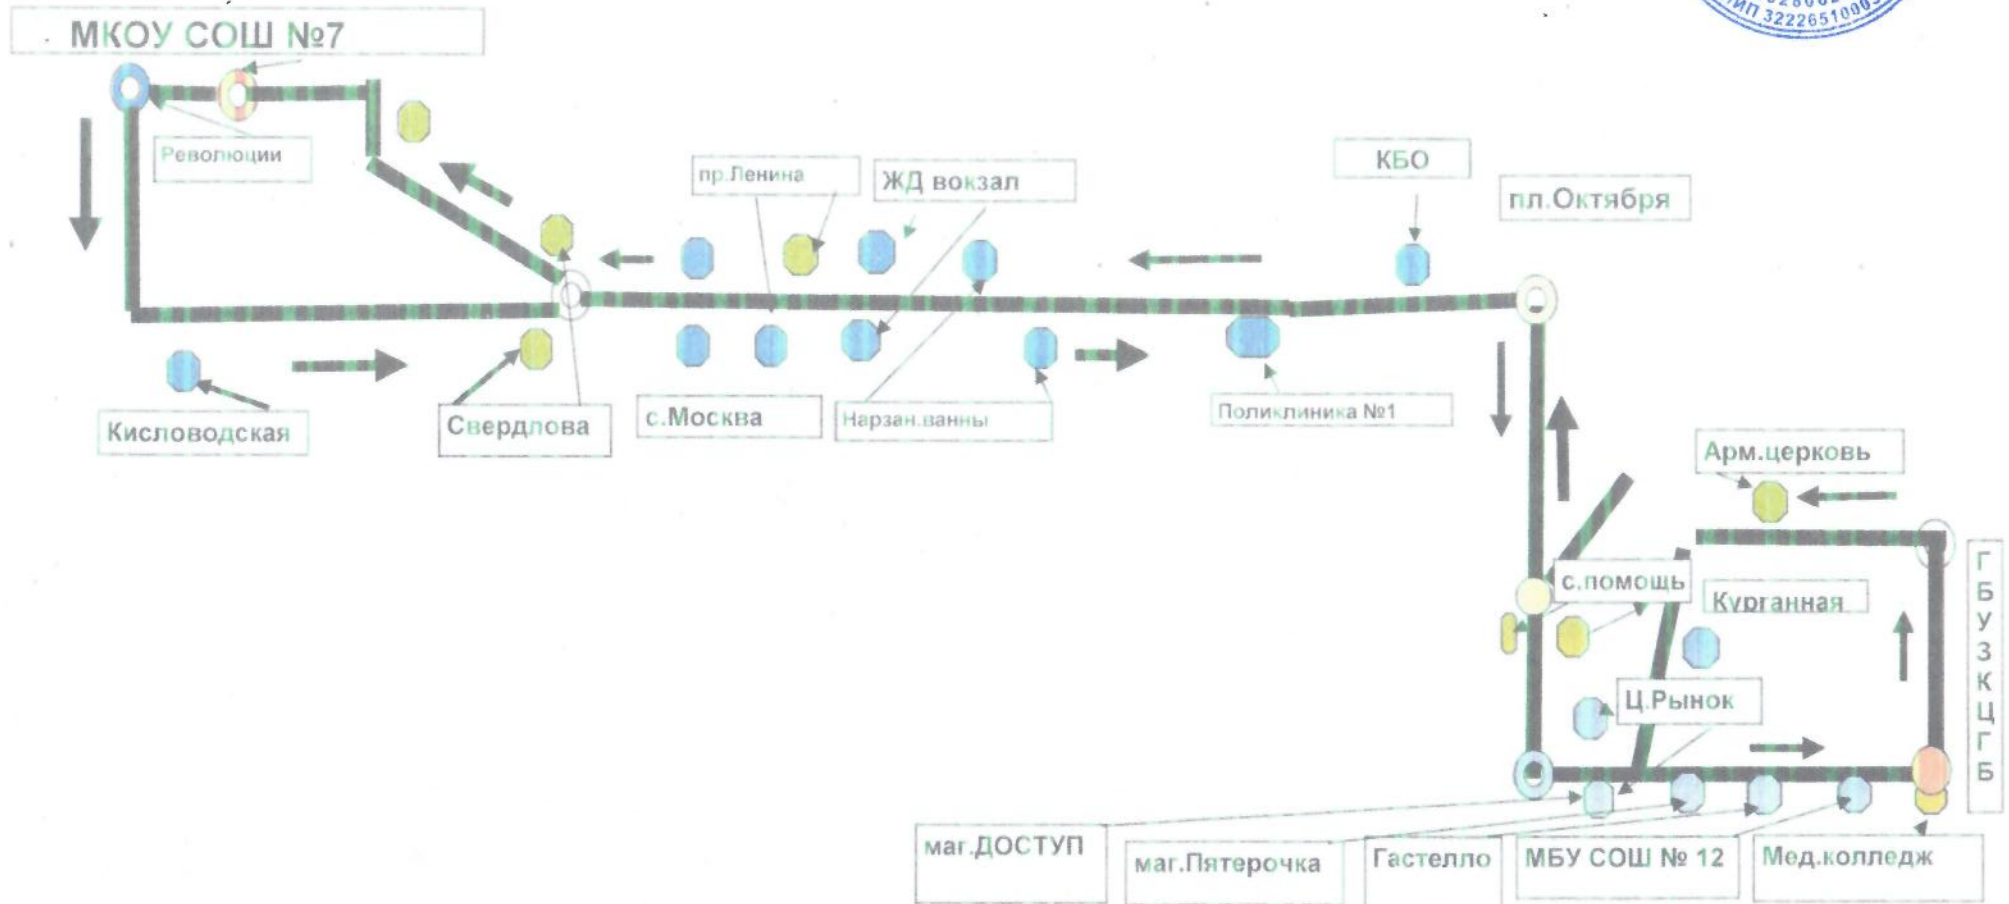 МКОУ СОШ №7
Революции
пр.Ленина
ЖД вокзал
КБО
пл.Октября
Кисловодская
Свердлова
с.Москва
Нарзан.ванны
Поликлиника №1
Арм.церковь
с.помощь
Курганная
Ц.Рынок
ГБУЗКЦГБ
маг.ДОСТУП
маг.Пятерочка
Гастелло
МБУ СОШ № 12
Мед.колледж